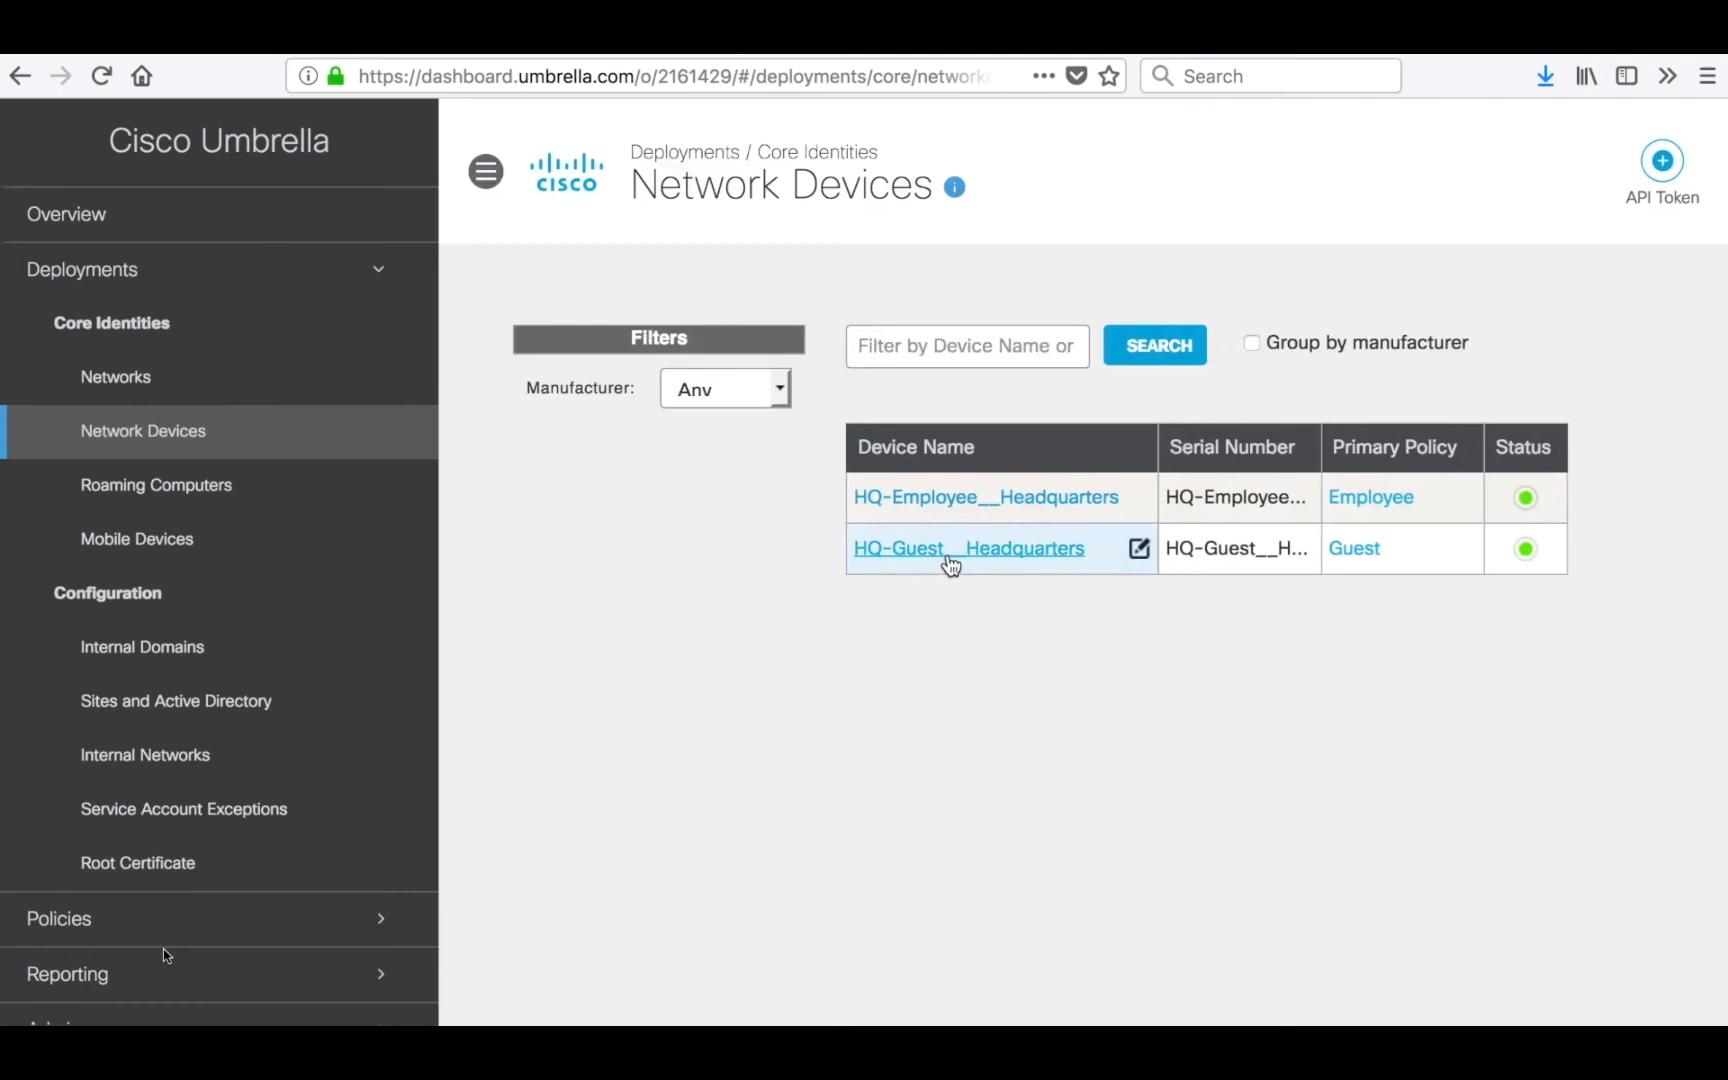 https://dashboard.umbrella.com/o/2161429/#/deployments/core/network
Search
Cisco Umbrella
Overview
Deployments
Core Identities
Networks
Network Devices
Roaming Computers
Mobile Devices
Configuration
Internal Domains
Sites and Active Directory
Internal Networks
Service Account Exceptions
Root Certificate
Policies
Reporting
CISCO
Deployments / Core Identities
Network Devices
API Token
Filters
Manufacturer:
Any
Filter by Device Name or
SEARCH
Group by manufacturer
Device Name Serial Number Primary Policy Status
HQ-Employee__Headquarters HQ-Employee... Employee
HQ-Guest__Headquarters HQ-Guest__H... Guest